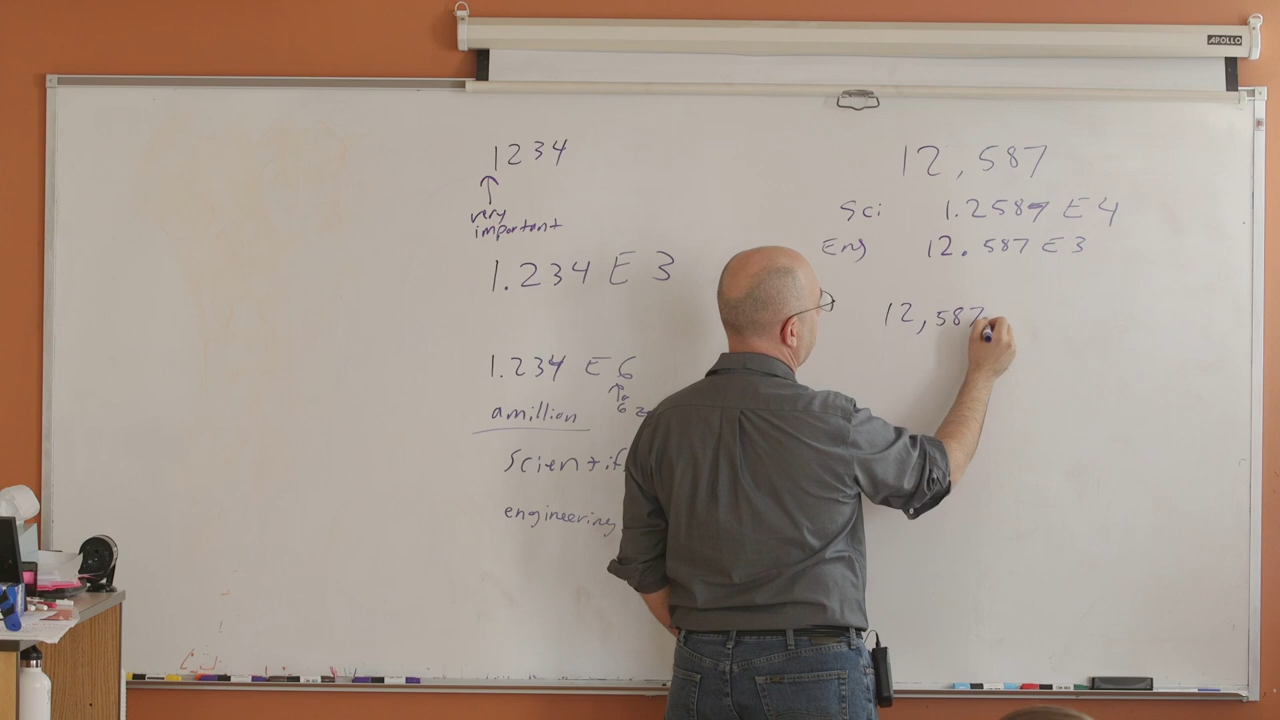 APOLLO
1234
very
important
1.234 E 3
1.234 E 6
6
a million
scientif
engineering
12,587
Sci 1.2587 E 4
Eng 12.587 E 3
12,587